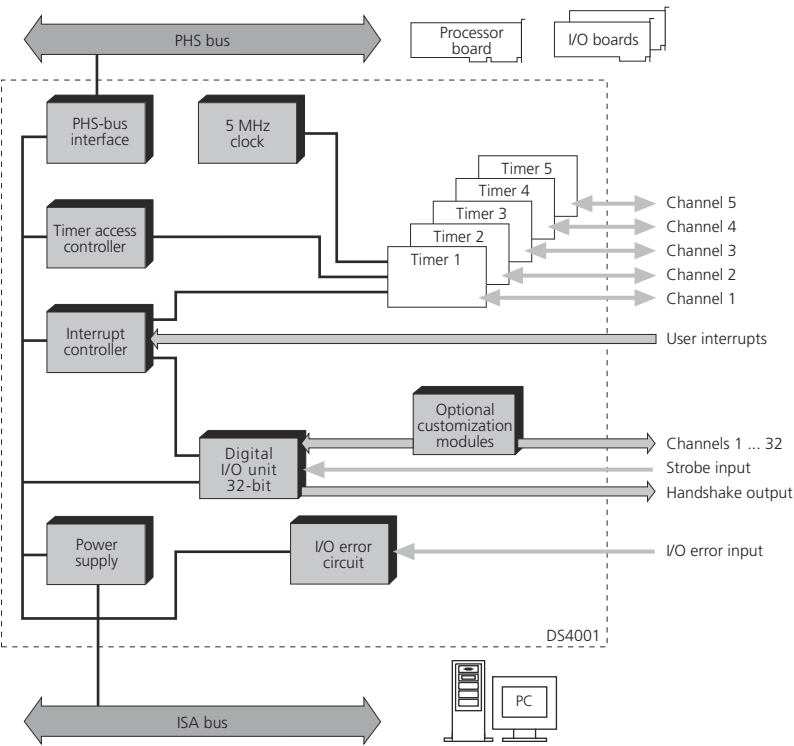 PHS bus
Processor
board
I/O boards
PHS-bus
interface
5 MHz
clock
Timer 5
Timer 4
Timer 3
Timer 2
Timer 1
Channel 5
Channel 4
Channel 3
Channel 2
Channel 1
Timer access
controller
Interrupt
controller
User interrupts
Optional
customization
modules
Digital
I/O unit
32-bit
Channels 1 ... 32
Strobe input
Handshake output
Power
supply
I/O error
circuit
I/O error input
DS4001
PC
ISA bus